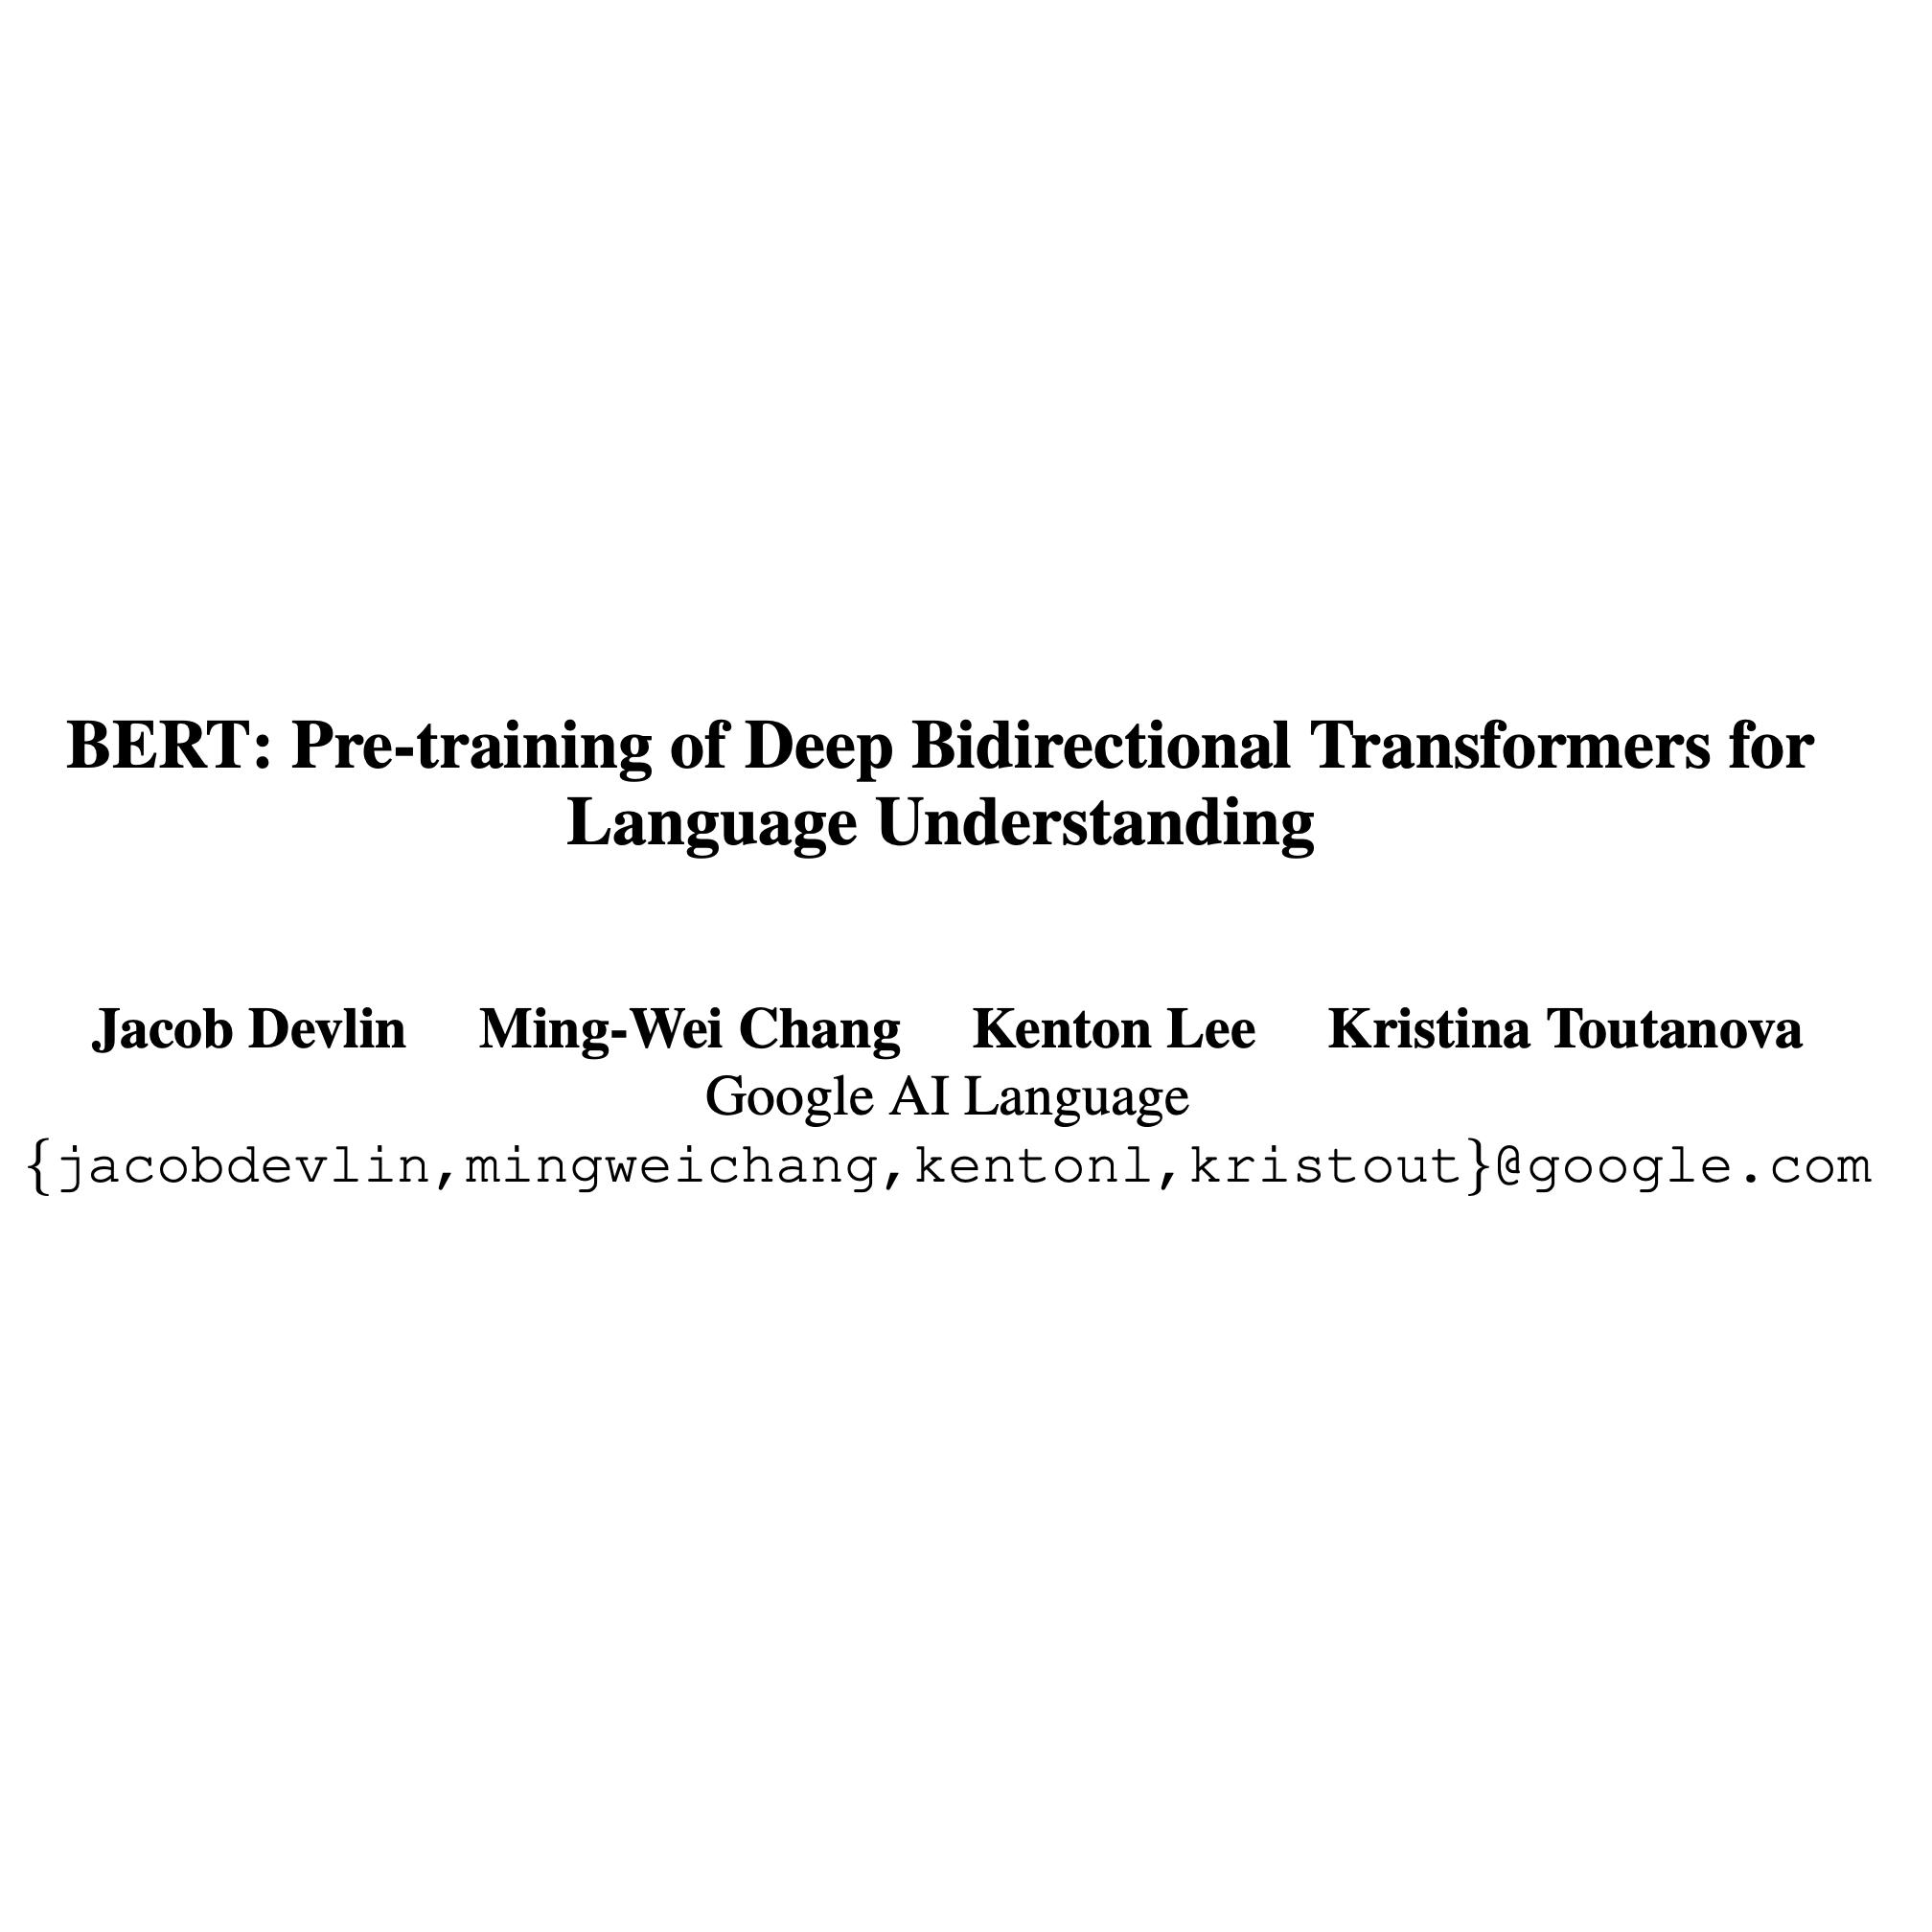 BERT: Pre-training of Deep Bidirectional Transformers for
Language Understanding
Jacob Devlin Ming-Wei Chang Kenton Lee Kristina Toutanova
Google AI Language
{jacobdevlin,mingweichang,kentonl,kristout}@google.com